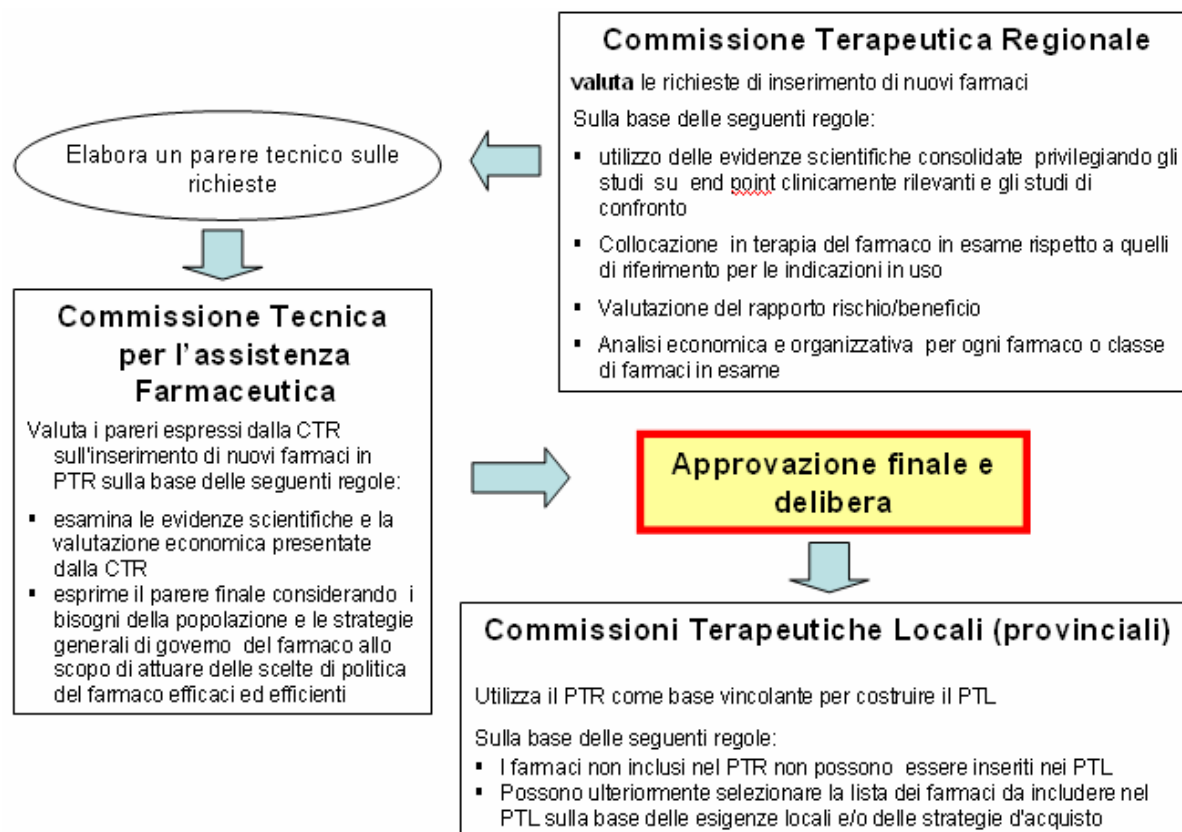 Commissione Terapeutica Regionale
valuta le richieste di inserimento di nuovi farmaci
Sulla base delle seguenti regole:
▪ utilizzo delle evidenze scientifiche consolidate privilegiando gli
studi su end point clinicamente rilevanti e gli studi di
confronto
▪ Collocazione in terapia del farmaco in esame rispetto a quelli
di riferimento per le indicazioni in uso
▪ Valutazione del rapporto rischio/beneficio
▪ Analisi economica e organizzativa per ogni farmaco o classe
di farmaci in esame
Elabora un parere tecnico sulle
richieste
Commissione Tecnica
per l'assistenza
Farmaceutica
Valuta i pareri espressi dalla CTR
sull'inserimento di nuovi farmaci in
PTR sulla base delle seguenti regole:
▪ esamina le evidenze scientifiche e la
valutazione economica presentate
dalla CTR
▪ esprime il parere finale considerando i
bisogni della popolazione e le strategie
generali di governo del farmaco allo
scopo di attuare delle scelte di politica
del farmaco efficaci ed efficienti
Approvazione finale e
delibera
Commissioni Terapeutiche Locali (provinciali)
Utilizza il PTR come base vincolante per costruire il PTL
Sulla base delle seguenti regole:
▪ I farmaci non inclusi nel PTR non possono essere inseriti nei PTL
▪ Possono ulteriormente selezionare la lista dei farmaci da includere nel
PTL sulla base delle esigenze locali e/o delle strategie d'acquisto